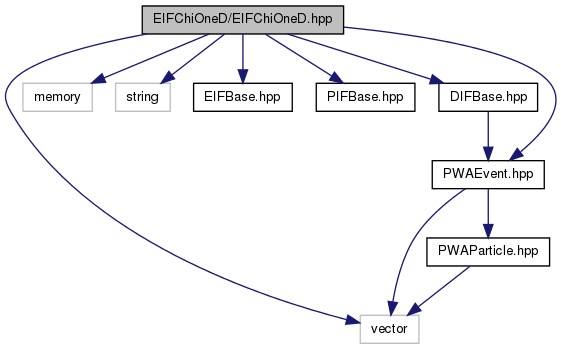 EIFChiOneD/EIFChiOneD.hpp
memory
string
EIFBase.hpp
PIFBase.hpp
DIFBase.hpp
PWAEvent.hpp
PWAParticle.hpp
vector